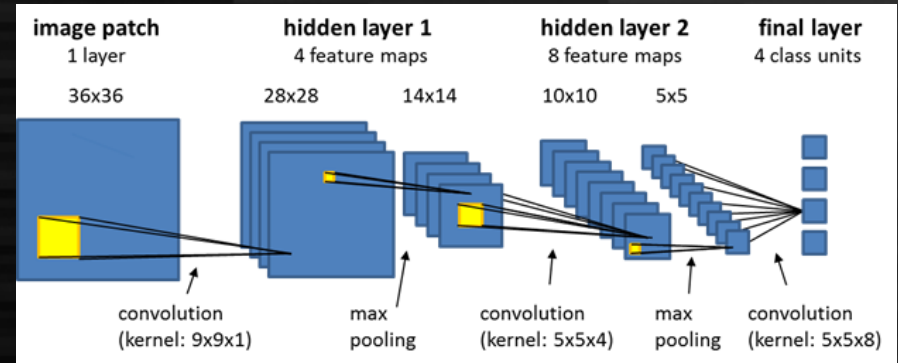 image patch
1 layer
36x36
hidden layer 1
4 feature maps
28x28
14x14
hidden layer 2
8 feature maps
10x10
5x5
final layer
4 class units
convolution
(kernel: 9x9x1)
max
pooling
convolution
(kernel: 5x5x4)
max
pooling
convolution
(kernel: 5x5x8)